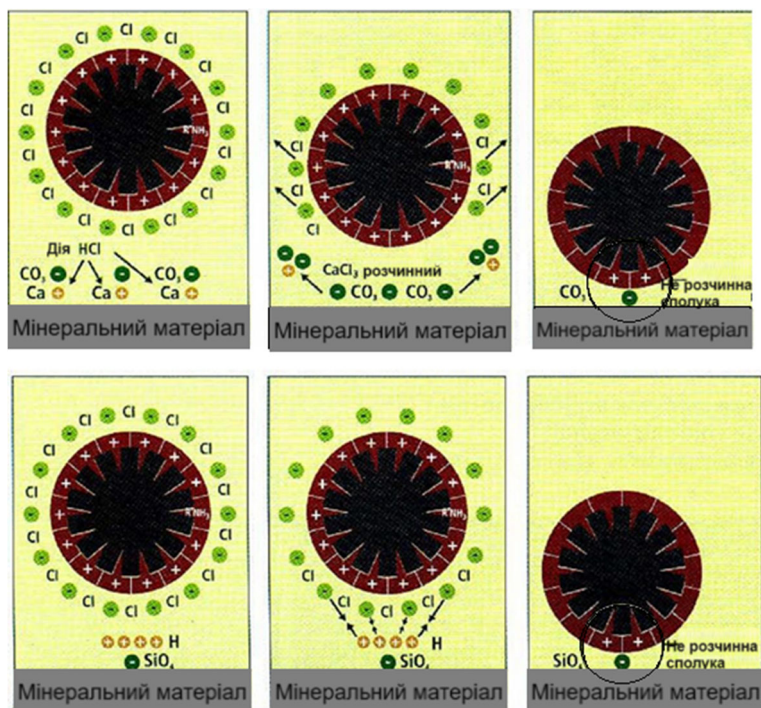 Cl
Cl Cl
Cl Cl
Cl Cl
R⁺NH₃
Cl Cl
Cl Cl
Cl Cl
Cl
Дія HCl
CO₃ CO₃
Ca Ca Ca
Мінеральний матеріал
Cl Cl
Cl Cl
R⁺NH₃
Cl Cl
Cl Cl
CaCl₃ розчинний
CO₃ CO₃
Мінеральний матеріал
Не розчинна
CO₃ сполука
Мінеральний матеріал
Cl
Cl Cl
Cl Cl
Cl Cl
R⁺NH₃
Cl Cl
Cl Cl
Cl Cl
H
SiO₄
Мінеральний матеріал
Cl
Cl Cl
Cl Cl
R⁺NH₃
Cl Cl
Cl Cl
Cl Cl
H
SiO₄
Мінеральний матеріал
Не розчинна
SiO₄ сполука
Мінеральний матеріал